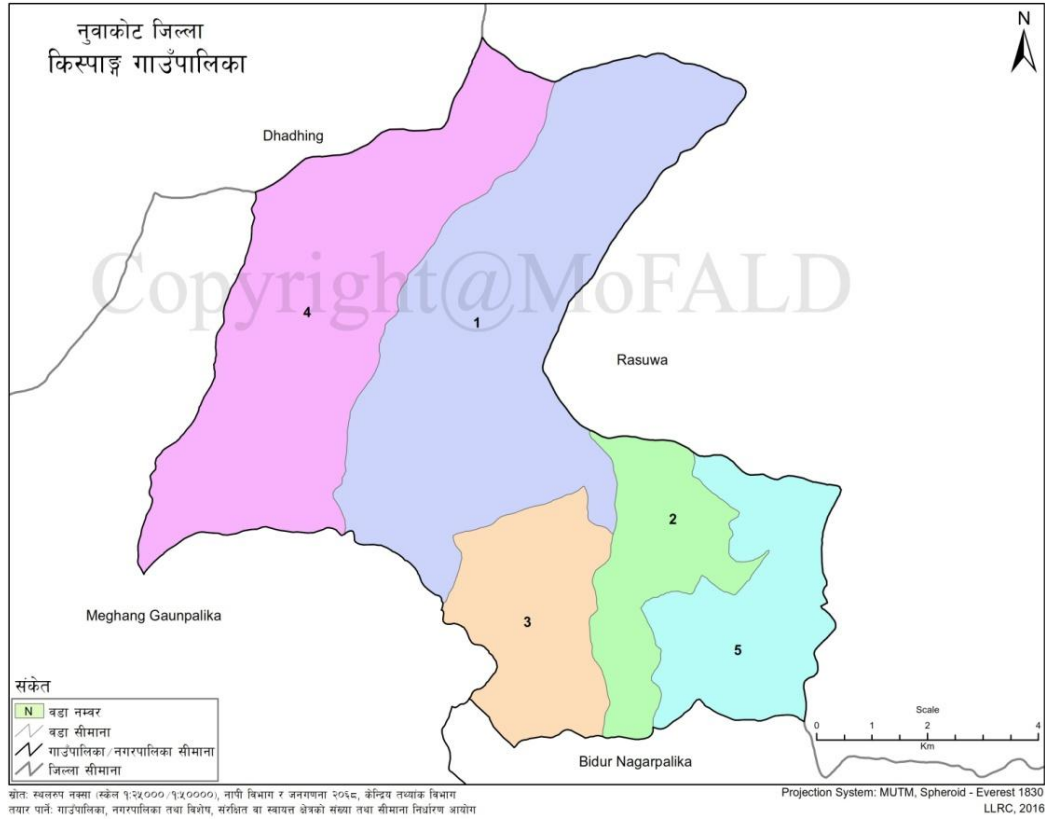 नुवाकोट जिल्ला
किस्पाङ्ग गाउँपालिका
N
Dhadhing
Copyright@MoFALD
4
1
Rasuwa
2
Meghang Gaunpalika
3
5
संकेत
N वडा नम्वर
वडा सीमाना
गाउँपालिका/नगरपालिका सीमाना
जिल्ला सीमाना
Bidur Nagarpalika
Scale
0 1 2 4
Km
स्रोतः स्थलरुप नक्सा (स्केल १:२५०००/१:५००००), नापी विभाग र जनगणना २०६८, केन्द्रिय तथ्यांक विभाग
तयार पार्नेः गाउँपालिका, नगरपालिका तथा विशेष, संरक्षित वा स्वायत्त क्षेत्रको संख्या तथा सीमाना निर्धारण आयोग
Projection System: MUTM, Spheroid - Everest 1830
LLRC, 2016